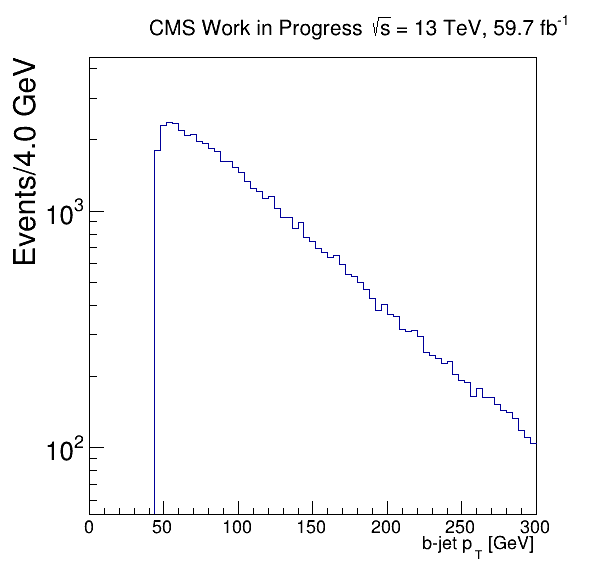 CMS Work in Progress √s = 13 TeV, 59.7 fb⁻¹
Events/4.0 GeV
10³
10²
0 50 100 150 200 250 300
b-jet p_T [GeV]